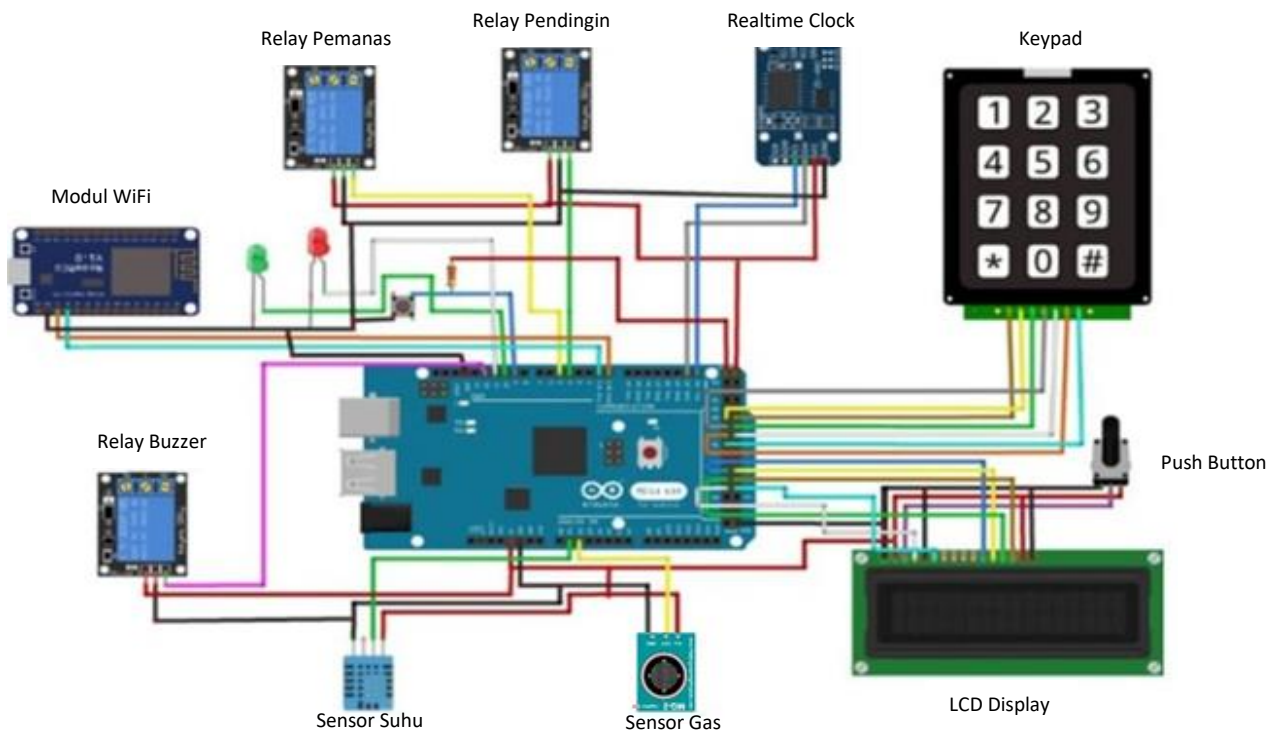 Relay Pendingin
Realtime Clock
Relay Pemanas
Keypad
1 2 3
4 5 6
7 8 9
* 0 #
Modul WiFi
Relay Buzzer
Push Button
Sensor Suhu
Sensor Gas
LCD Display